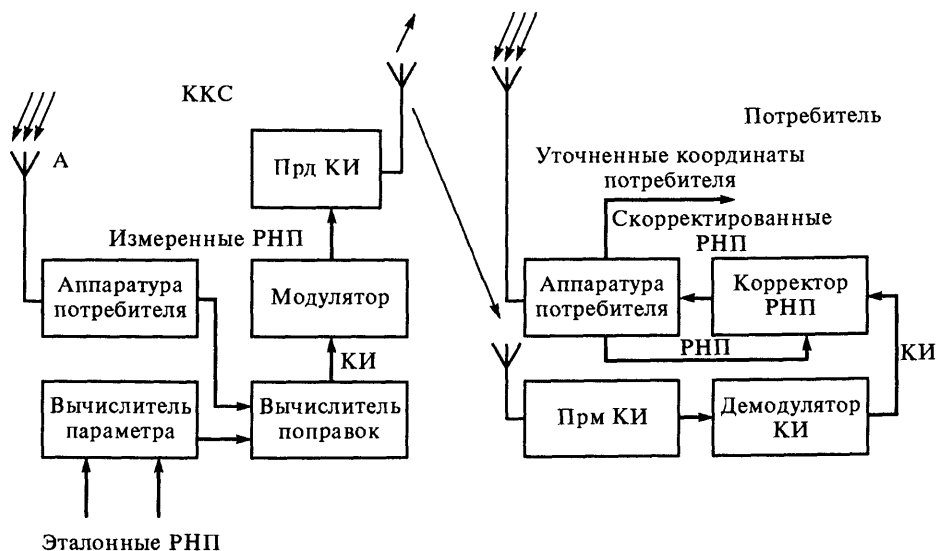 ККС
А
Прд КИ
Измеренные РНП
Аппаратура
потребителя
Модулятор
КИ
Вычислитель
параметра
Вычислитель
поправок
Эталонные РНП
Потребитель
Уточненные координаты
потребителя
Скорректированные
РНП
Аппаратура
потребителя
Корректор
РНП
РНП
КИ
Прм КИ
Демодулятор
КИ